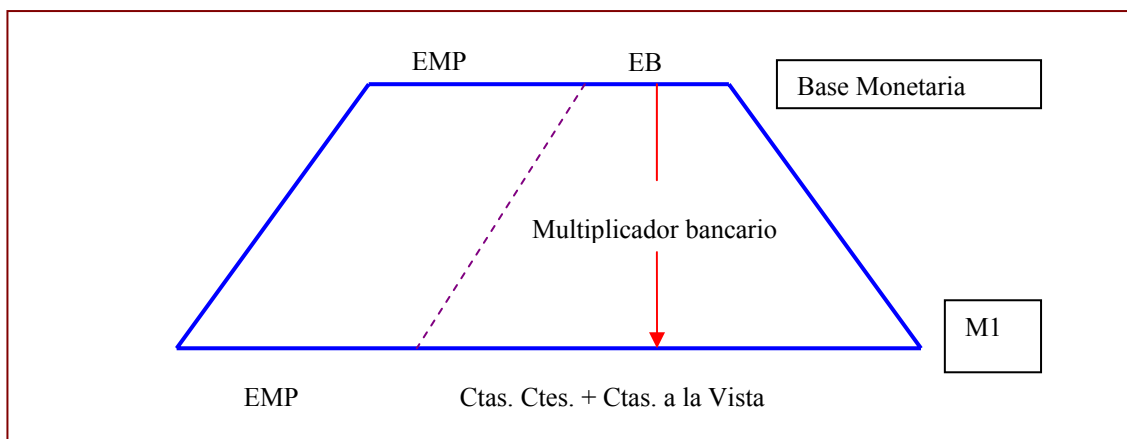 EMP EB
Base Monetaria
Multiplicador bancario
M1
EMP Ctas. Ctes. + Ctas. a la Vista